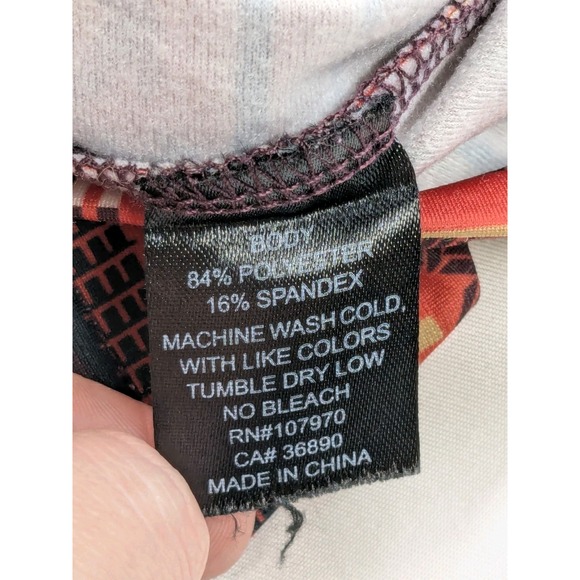 BODY
84% POLYESTER
16% SPANDEX
MACHINE WASH COLD,
WITH LIKE COLORS
TUMBLE DRY LOW
NO BLEACH
RN#107970
CA# 36890
MADE IN CHINA